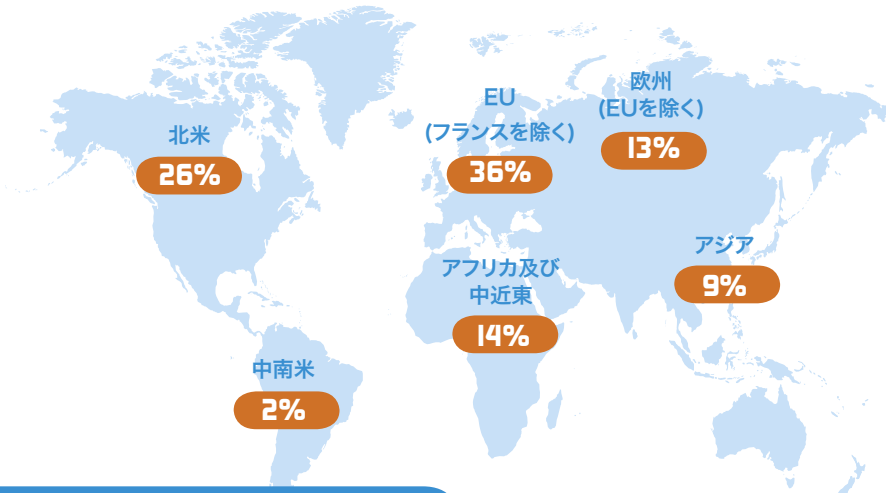 北米
26%
EU
(フランスを除く)
36%
欧州
(EUを除く)
13%
アジア
9%
アフリカ及び
中近東
14%
中南米
2%